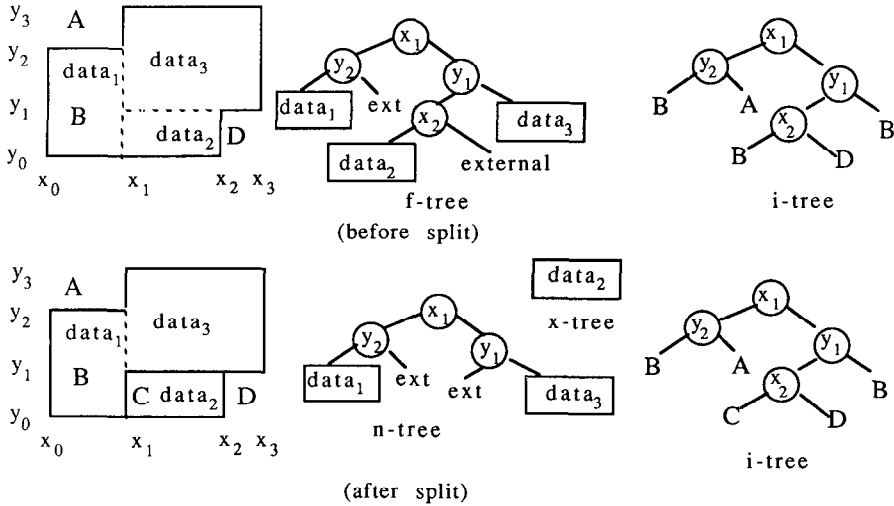 y₃ A
y₂
data₁ data₃
y₁ B
data₂ D
y₀
x₀ x₁ x₂ x₃
x₁
y₂ y₁
data₁ ext x₂ data₃
data₂ external
f-tree
(before split)
x₁
y₂ y₁
B A x₂ B
B D
i-tree
y₃ A
y₂
data₁ data₃
y₁ B
C data₂ D
y₀
x₀ x₁ x₂ x₃
x₁
y₂ y₁
data₁ ext ext data₃
n-tree
data₂
x-tree
x₁
y₂ y₁
B A x₂ B
C D
i-tree
(after split)